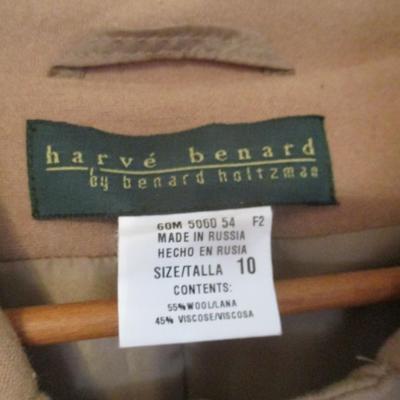 harvé benard
by benard holtzman
60M 5060 54 F2
MADE IN RUSSIA
HECHO EN RUSIA
SIZE/TALLA 10
CONTENTS:
55% WOOL/LANA
45% VISCOSE/VISCOSA